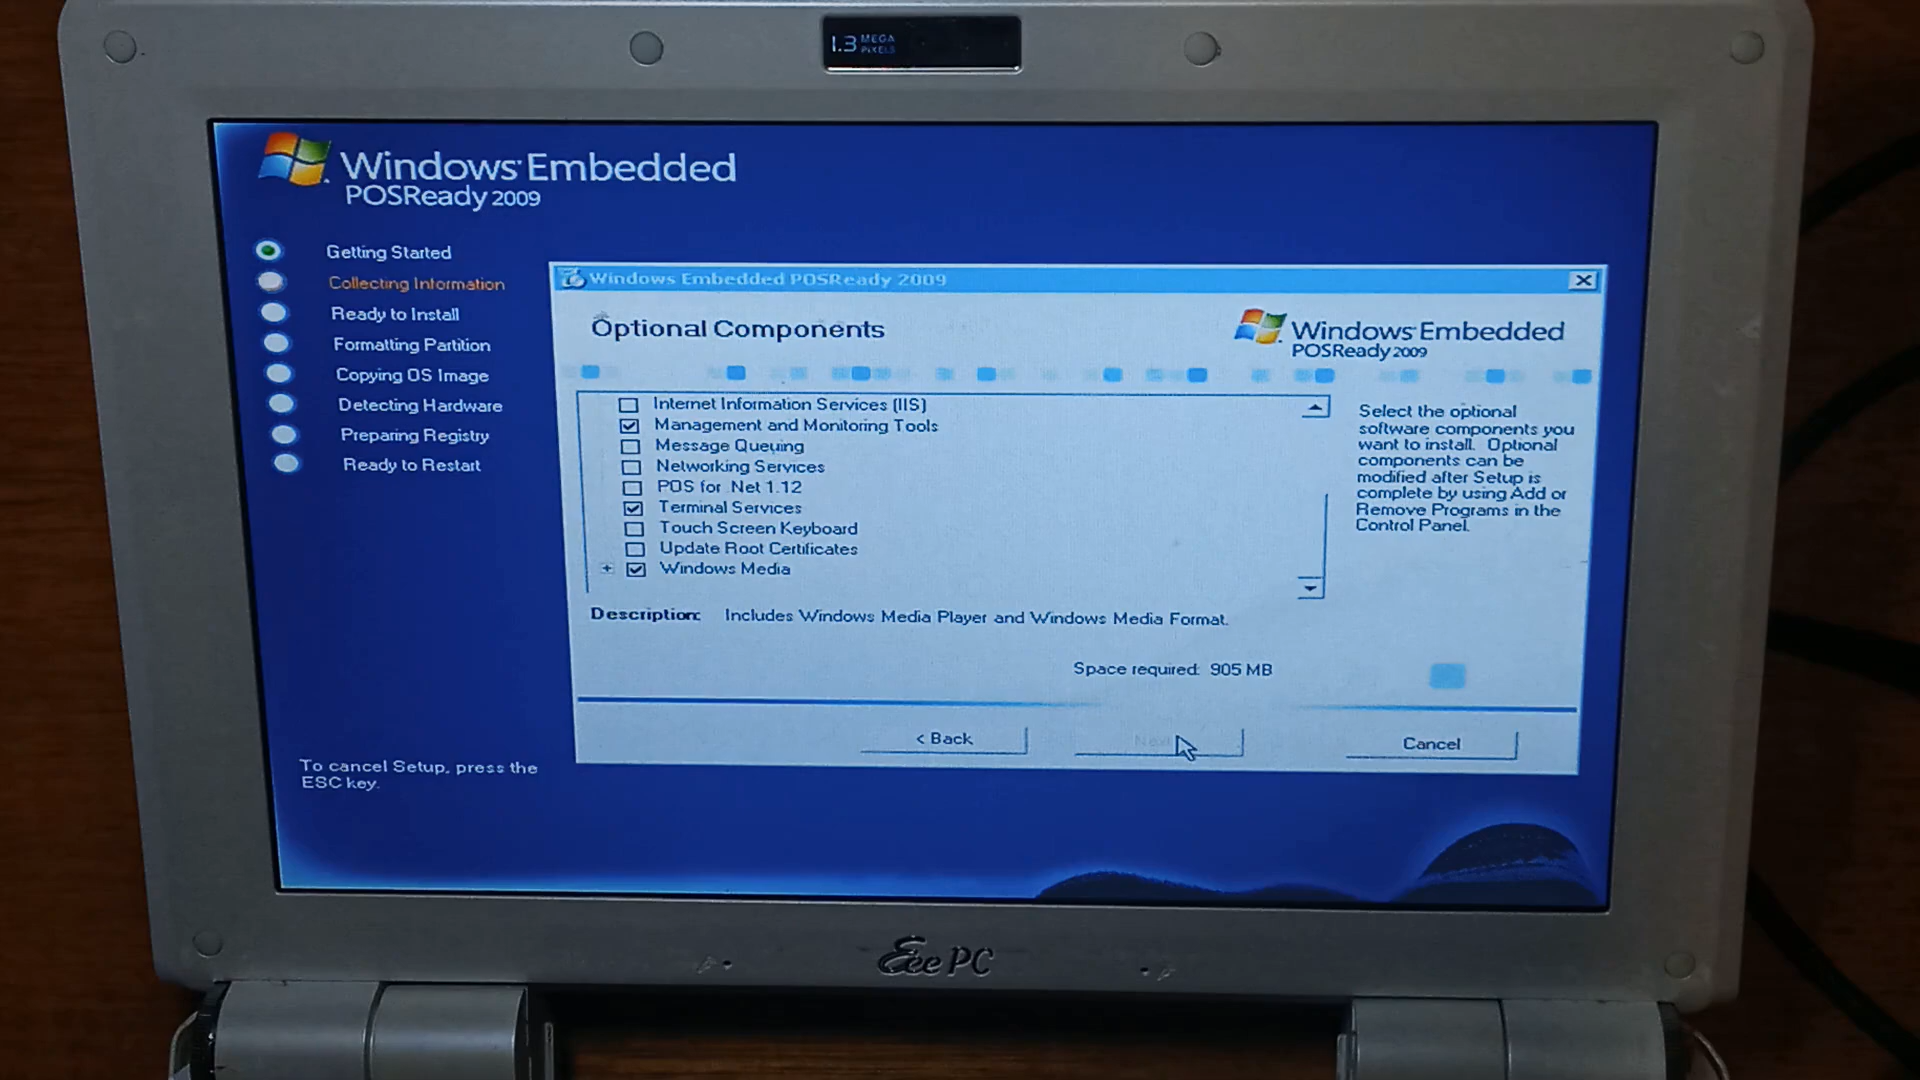 1.3 MEGA PIXELS
Windows Embedded
POSReady 2009
Getting Started
Collecting Information
Ready to Install
Formatting Partition
Copying OS Image
Detecting Hardware
Preparing Registry
Ready to Restart
To cancel Setup, press the
ESC key.
Windows Embedded POSReady 2009
Optional Components
Windows Embedded
POSReady 2009
Internet Information Services (IIS)
Management and Monitoring Tools
Message Queuing
Networking Services
POS for .Net 1.12
Terminal Services
Touch Screen Keyboard
Update Root Certificates
Windows Media
Select the optional
software components you
want to install. Optional
components can be
modified after Setup is
complete by using Add or
Remove Programs in the
Control Panel.
Description: Includes Windows Media Player and Windows Media Format.
Space required: 905 MB
< Back
Cancel
Eee PC